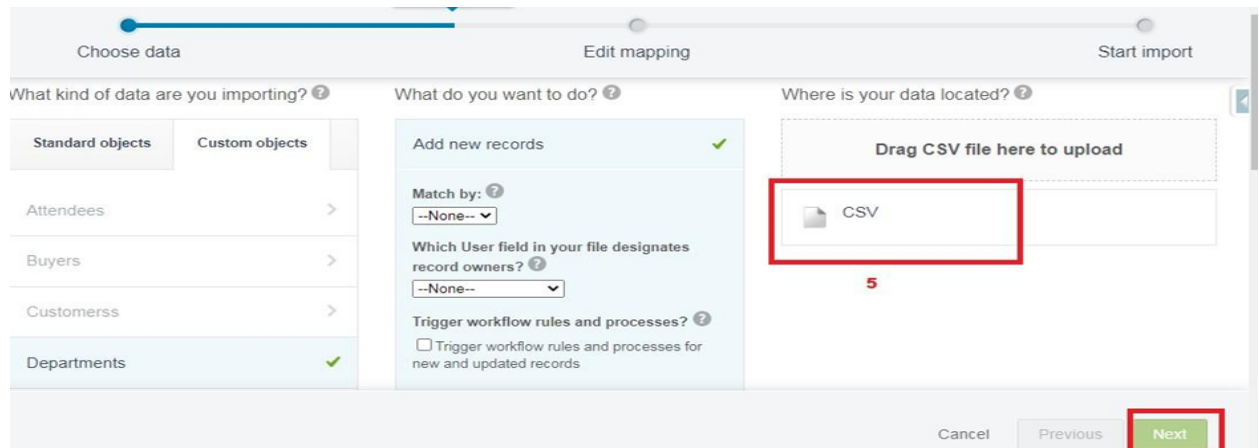 Choose data
Edit mapping
Start import
What kind of data are you importing? ?
Standard objects
Custom objects
Attendees
Buyers
Customerss
Departments
What do you want to do? ?
Add new records
Match by: ?
--None--
Which User field in your file designates
record owners? ?
--None--
Trigger workflow rules and processes? ?
Trigger workflow rules and processes for
new and updated records
Where is your data located? ?
Drag CSV file here to upload
CSV
5
Cancel
Previous
Next